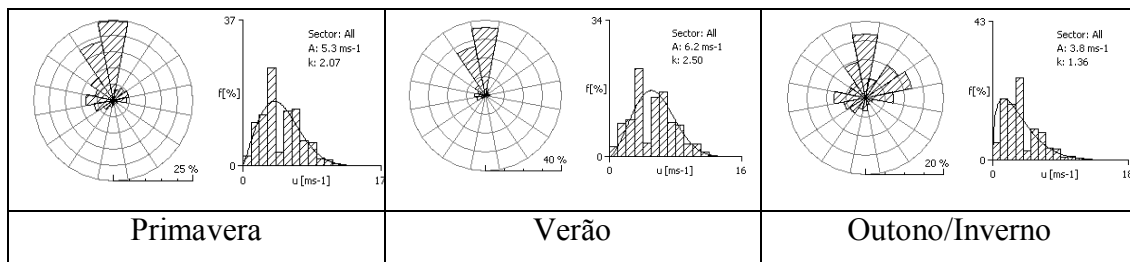 37
Sector: All
A: 5.3 ms-1
k: 2.07
f[%]
25 %
0
0
u [ms-1]
17
34
Sector: All
A: 6.2 ms-1
k: 2.50
f[%]
40 %
0
0
u [ms-1]
16
43
Sector: All
A: 3.8 ms-1
k: 1.36
f[%]
20 %
0
0
u [ms-1]
18
Primavera
Verão
Outono/Inverno